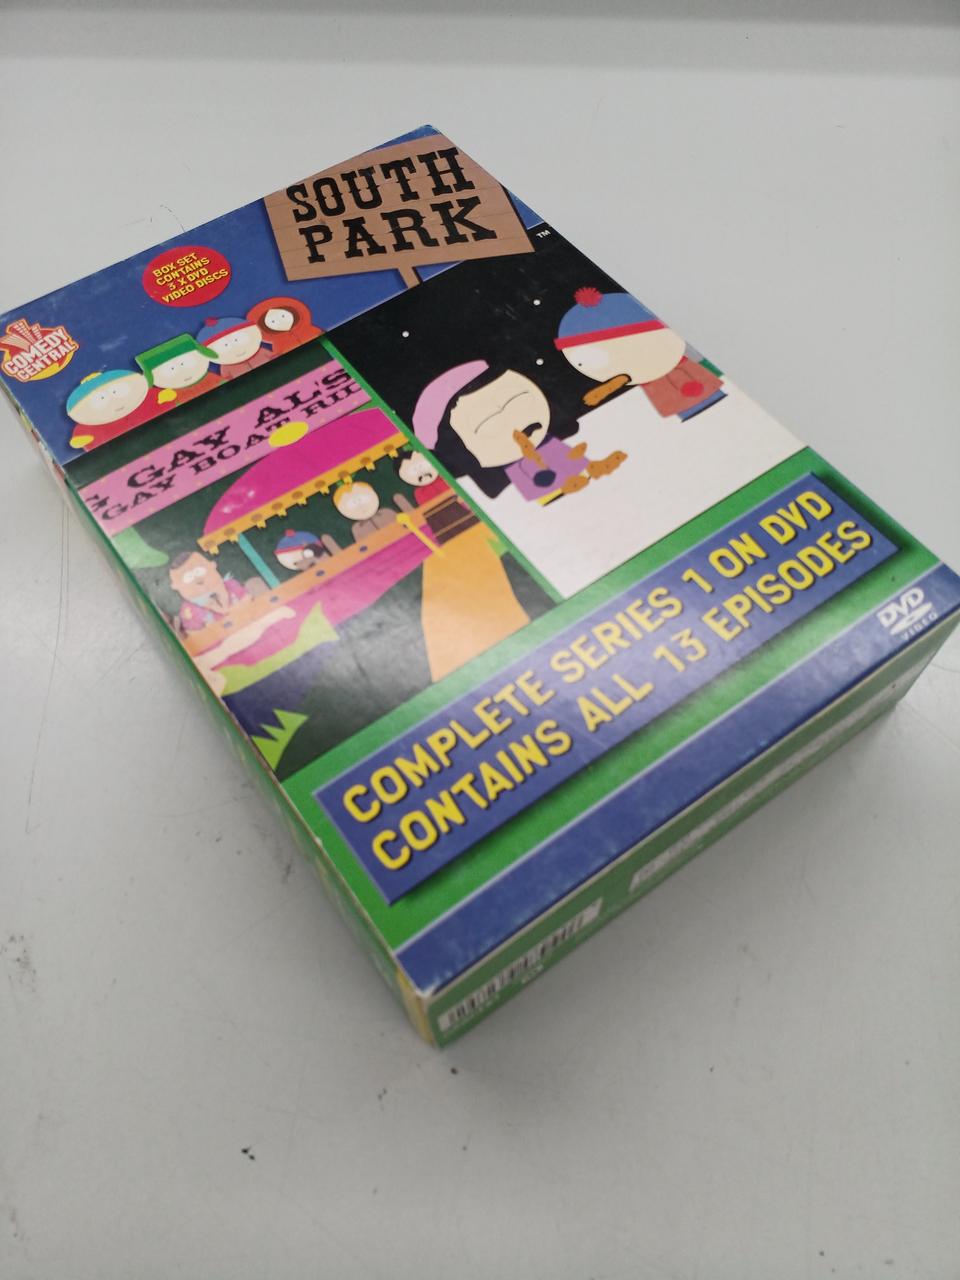 SOUTH
PARK
TM
BOX SET
CONTAINS
3 X DVD
VIDEO DISCS
COMEDY
CENTRAL
G GAY AL'S
G GAY BOAT RID
COMPLETE SERIES 1 ON DVD
CONTAINS ALL 13 EPISODES
DVD
VIDEO